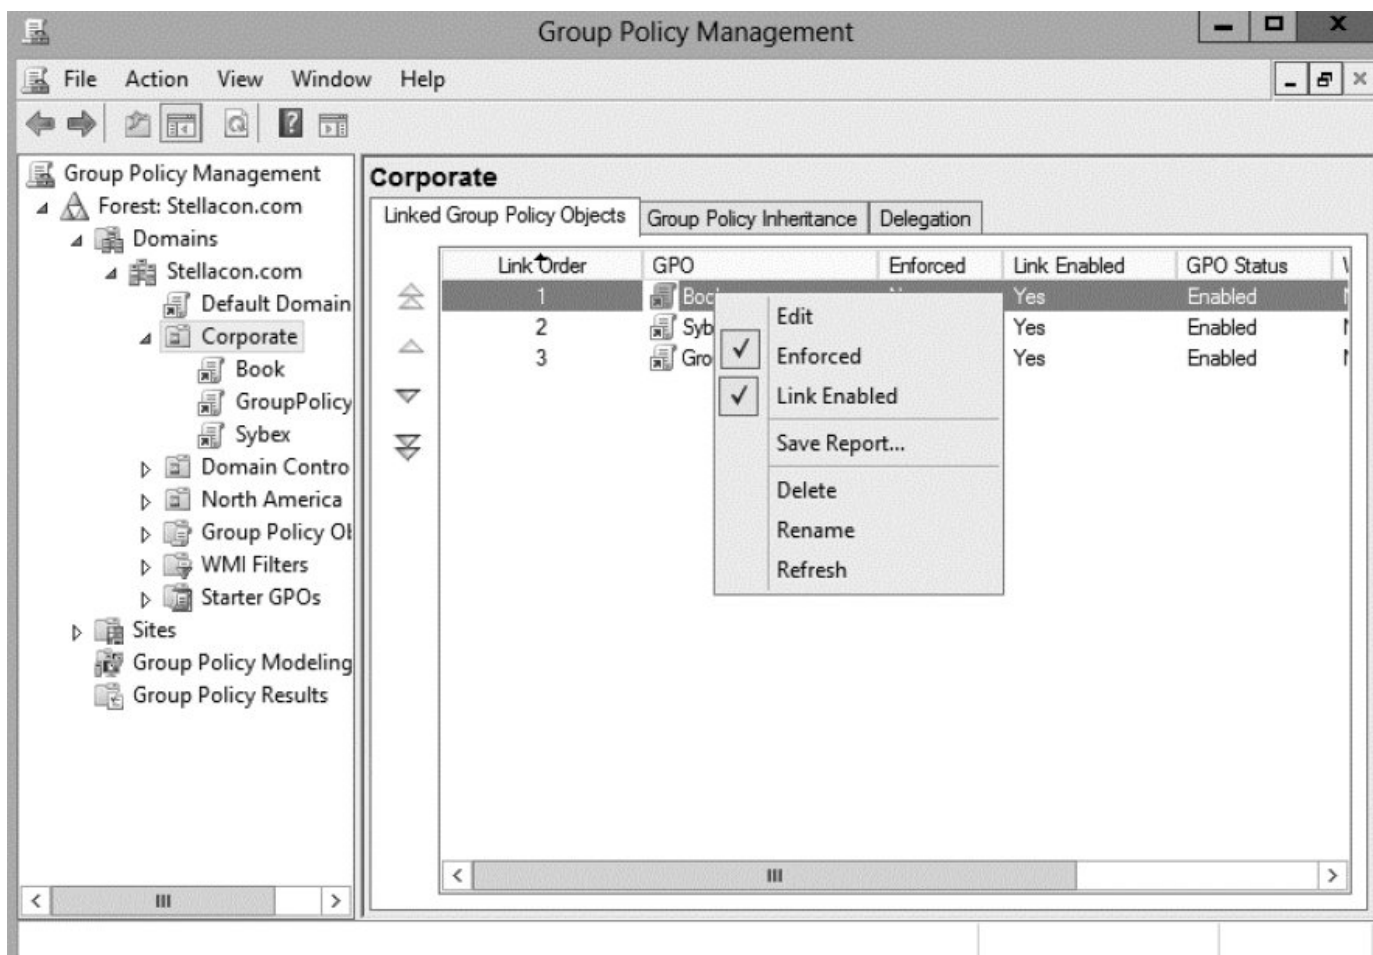 Group Policy Management
File Action View Window Help
Group Policy Management
Forest: Stellacon.com
Domains
Stellacon.com
Default Domain
Corporate
Book
GroupPolicy
Sybex
Domain Contro
North America
Group Policy Ob
WMI Filters
Starter GPOs
Sites
Group Policy Modeling
Group Policy Results
Corporate
Linked Group Policy Objects Group Policy Inheritance Delegation
Link Order GPO Enforced Link Enabled GPO Status
1 Yes Enabled
2 Syb Yes Enabled
3 Gro Yes Enabled
Edit
Enforced
Link Enabled
Save Report...
Delete
Rename
Refresh